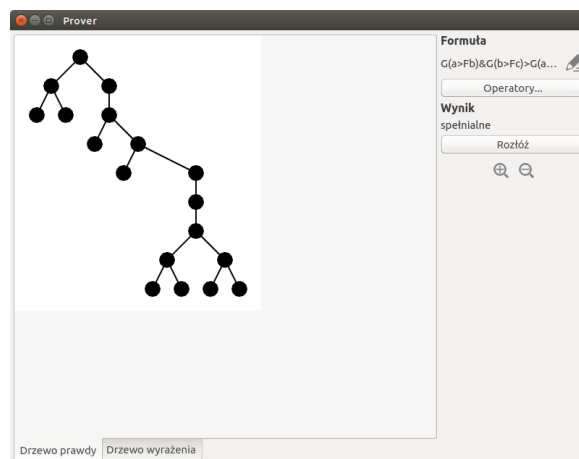 Prover
Formuła
G(a>Fb)&G(b>Fc)>G(a...
Operatory...
Wynik
spełnialne
Rozłóż
Drzewo prawdy Drzewo wyrażenia